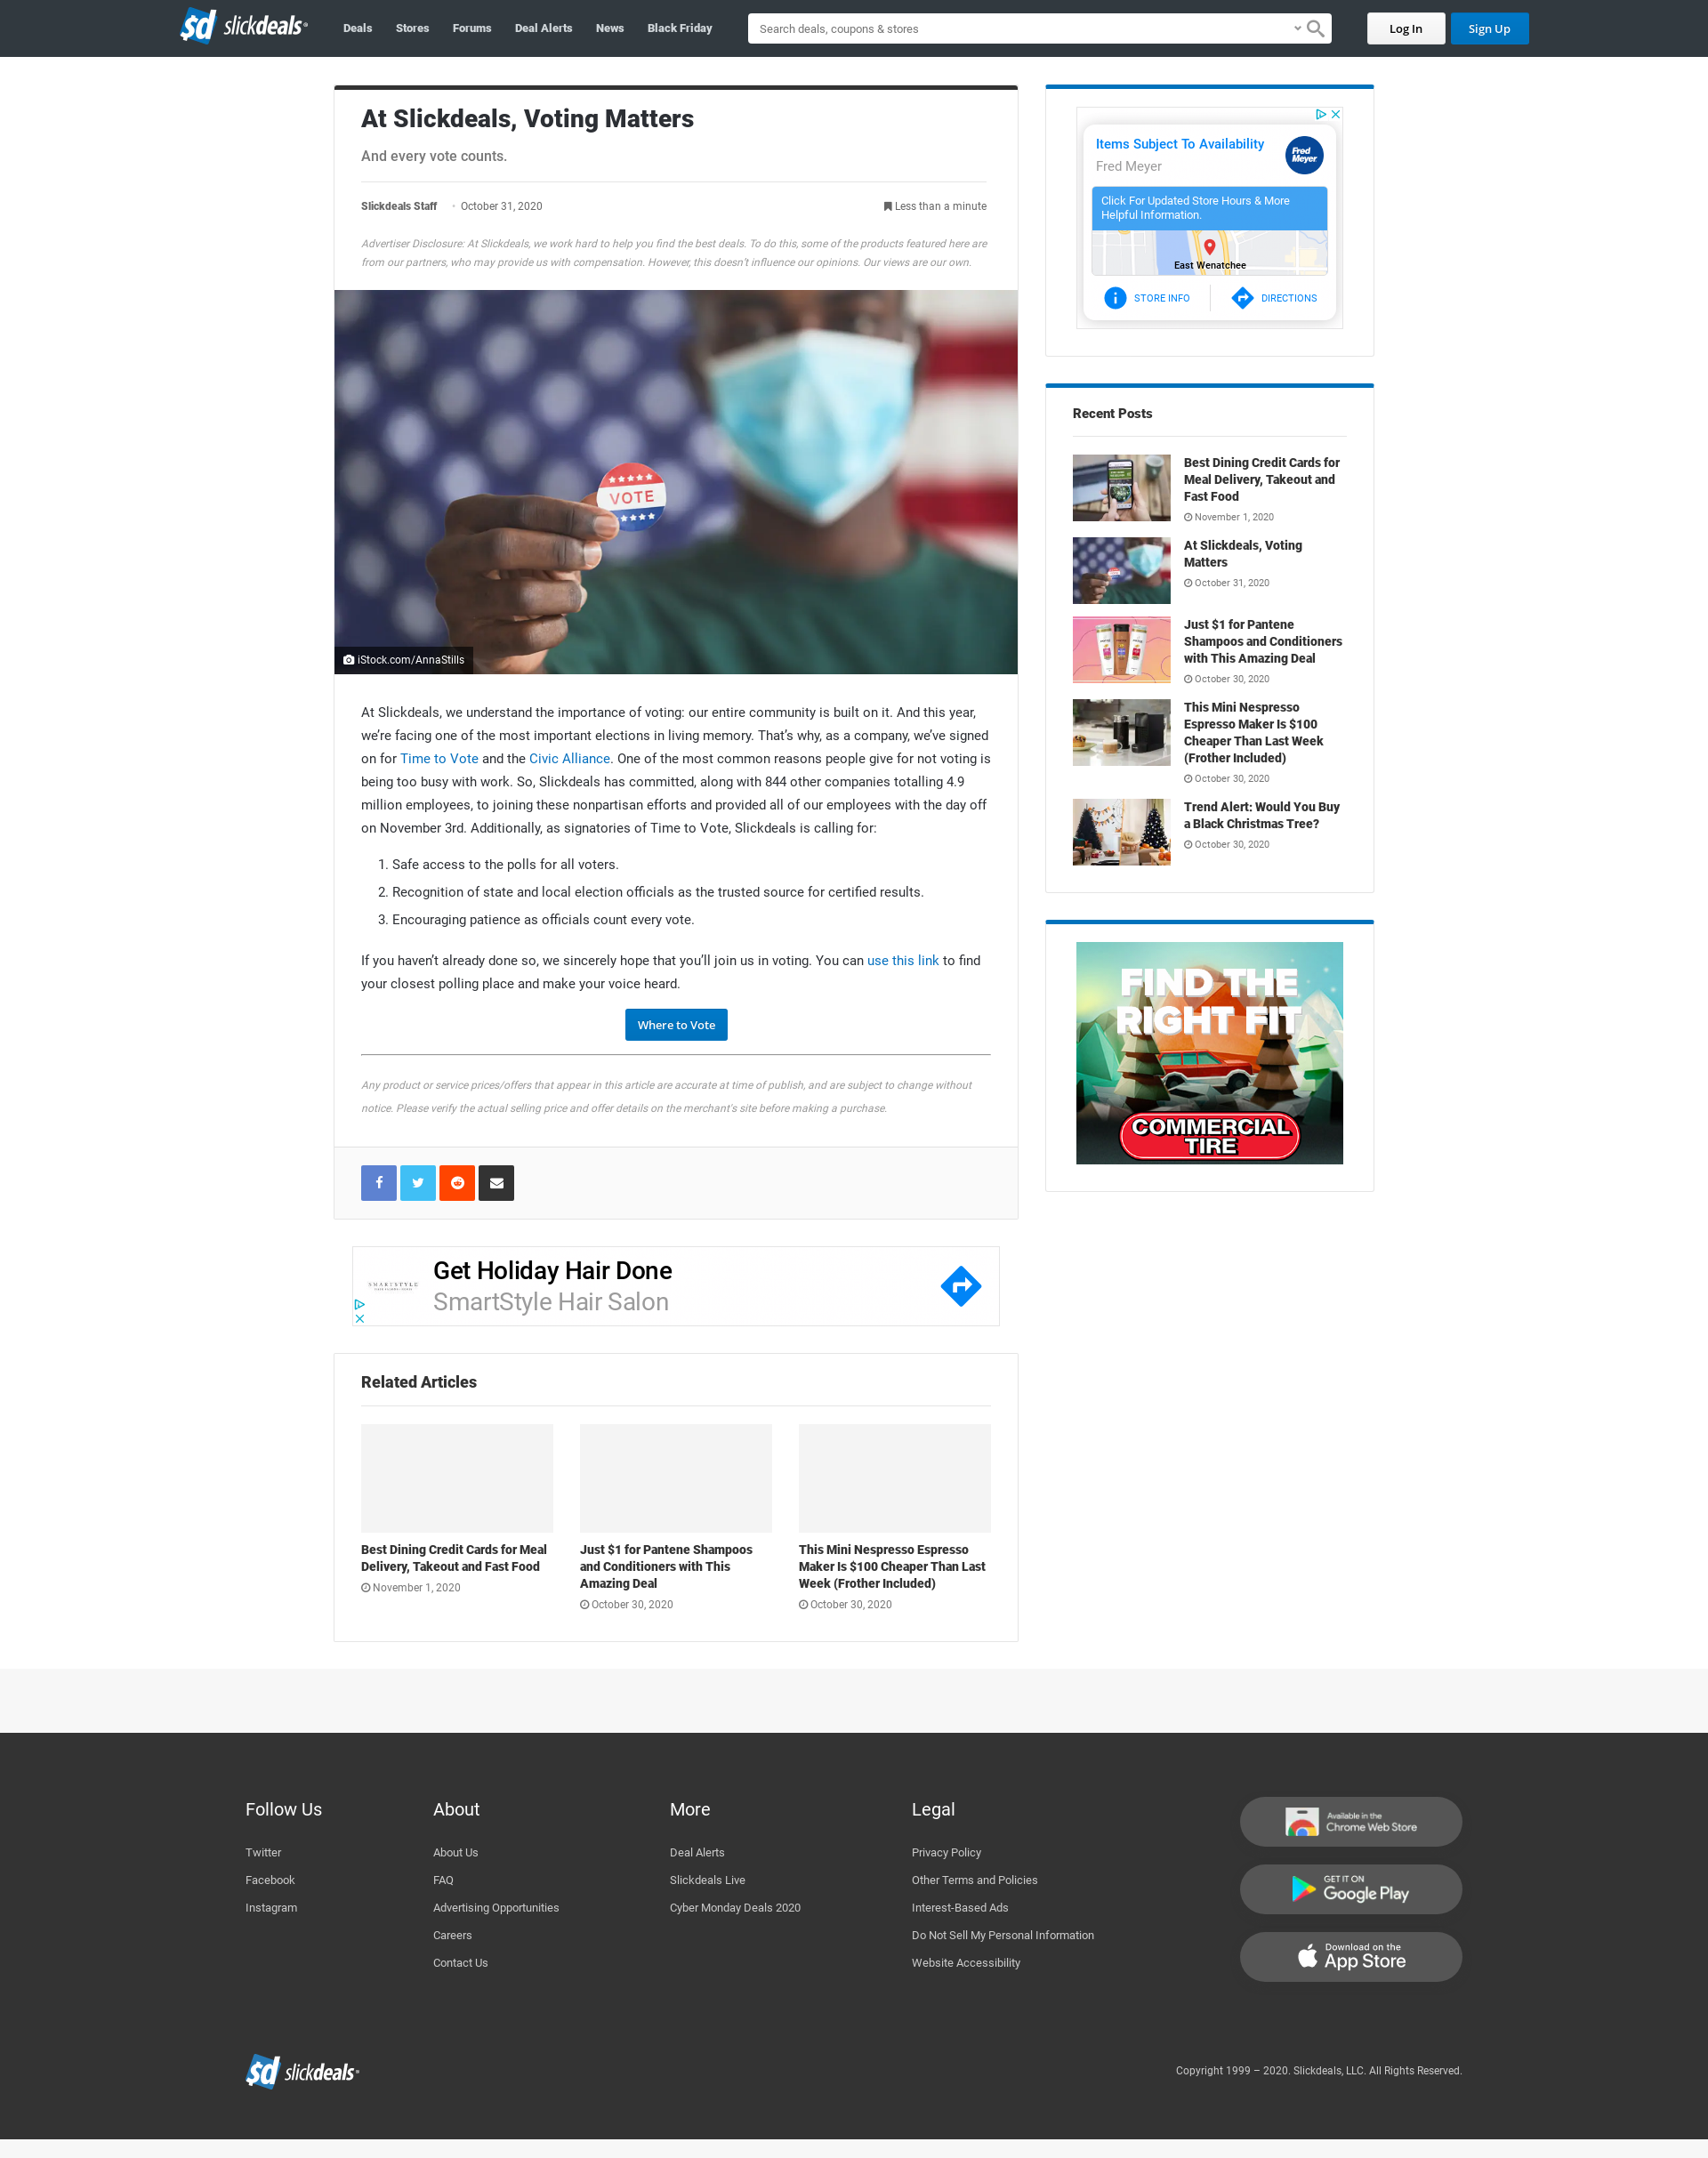 slickdeals
Deals
Stores
Forums
Deal Alerts
News
Black Friday
Search deals, coupons & stores
Log In
Sign Up
At Slickdeals, Voting Matters
And every vote counts.
Slickdeals Staff · October 31, 2020
Less than a minute
Advertiser Disclosure: At Slickdeals, we work hard to help you find the best deals. To do this, some of the products featured here are
from our partners, who may provide us with compensation. However, this doesn't influence our opinions. Our views are our own.
VOTE
iStock.com/AnnaStills
At Slickdeals, we understand the importance of voting: our entire community is built on it. And this year,
we're facing one of the most important elections in living memory. That's why, as a company, we've signed
on for Time to Vote and the Civic Alliance. One of the most common reasons people give for not voting is
being too busy with work. So, Slickdeals has committed, along with 844 other companies totalling 4.9
million employees, to joining these nonpartisan efforts and provided all of our employees with the day off
on November 3rd. Additionally, as signatories of Time to Vote, Slickdeals is calling for:
1. Safe access to the polls for all voters.
2. Recognition of state and local election officials as the trusted source for certified results.
3. Encouraging patience as officials count every vote.
If you haven't already done so, we sincerely hope that you'll join us in voting. You can use this link to find
your closest polling place and make your voice heard.
Where to Vote
Any product or service prices/offers that appear in this article are accurate at time of publish, and are subject to change without
notice. Please verify the actual selling price and offer details on the merchant's site before making a purchase.
SMARTSTYLE
Get Holiday Hair Done
SmartStyle Hair Salon
Related Articles
Best Dining Credit Cards for Meal
Delivery, Takeout and Fast Food
November 1, 2020
Just $1 for Pantene Shampoos
and Conditioners with This
Amazing Deal
October 30, 2020
This Mini Nespresso Espresso
Maker Is $100 Cheaper Than Last
Week (Frother Included)
October 30, 2020
Items Subject To Availability
Fred Meyer
Fred
Meyer
Click For Updated Store Hours & More
Helpful Information.
East Wenatchee
STORE INFO
DIRECTIONS
Recent Posts
Best Dining Credit Cards for
Meal Delivery, Takeout and
Fast Food
November 1, 2020
At Slickdeals, Voting
Matters
October 31, 2020
Just $1 for Pantene
Shampoos and Conditioners
with This Amazing Deal
October 30, 2020
This Mini Nespresso
Espresso Maker Is $100
Cheaper Than Last Week
(Frother Included)
October 30, 2020
Trend Alert: Would You Buy
a Black Christmas Tree?
October 30, 2020
FIND THE
RIGHT FIT
COMMERCIAL
TIRE
Follow Us
Twitter
Facebook
Instagram
About
About Us
FAQ
Advertising Opportunities
Careers
Contact Us
More
Deal Alerts
Slickdeals Live
Cyber Monday Deals 2020
Legal
Privacy Policy
Other Terms and Policies
Interest-Based Ads
Do Not Sell My Personal Information
Website Accessibility
Available in the
Chrome Web Store
GET IT ON
Google Play
Download on the
App Store
slickdeals
Copyright 1999 – 2020. Slickdeals, LLC. All Rights Reserved.